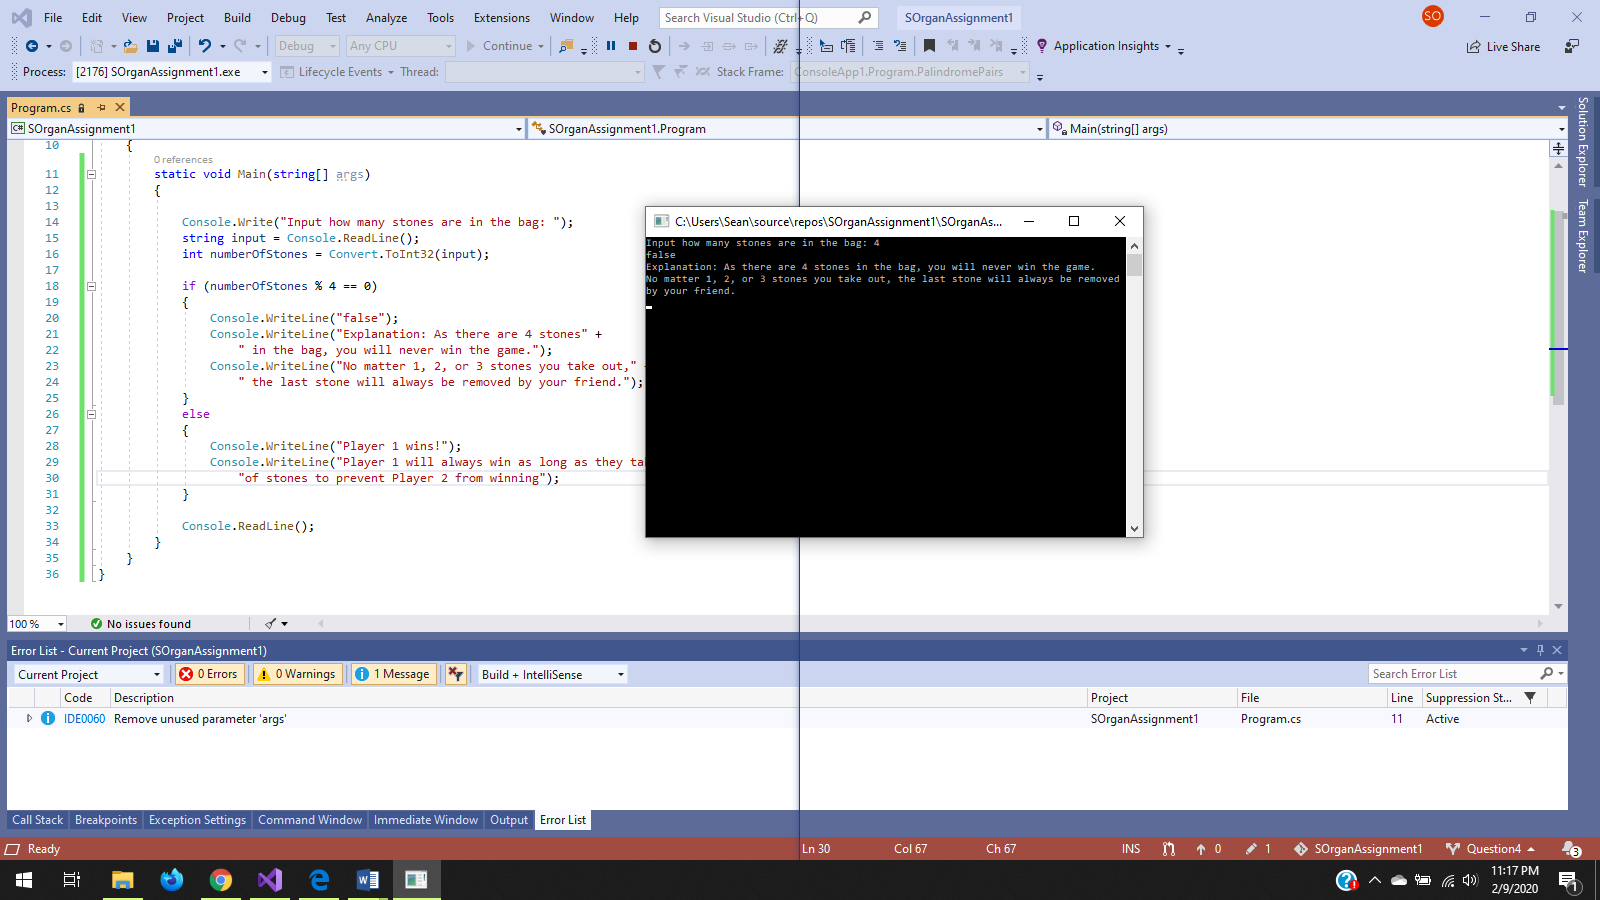 File Edit View Project Build Debug Test Analyze Tools Extensions Window Help Search Visual Studio (Ctrl+Q) SOrganAssignment1 SO
Debug Any CPU Continue Application Insights Live Share
Process: [2176] SOrganAssignment1.exe Lifecycle Events Thread: Stack Frame: ConsoleApp1.Program.PalindromePairs
Program.cs
C# SOrganAssignment1 SOrganAssignment1.Program Main(string[] args)
Solution Explorer
Team Explorer
10 {
0 references
11 static void Main(string[] args)
12 {
13
14 Console.Write("Input how many stones are in the bag: ");
15 string input = Console.ReadLine();
16 int numberOfStones = Convert.ToInt32(input);
17
18 if (numberOfStones % 4 == 0)
19 {
20 Console.WriteLine("false");
21 Console.WriteLine("Explanation: As there are 4 stones" +
22 " in the bag, you will never win the game.");
23 Console.WriteLine("No matter 1, 2, or 3 stones you take out,"
24 " the last stone will always be removed by your friend.");
25 }
26 else
27 {
28 Console.WriteLine("Player 1 wins!");
29 Console.WriteLine("Player 1 will always win as long as they
30 "of stones to prevent Player 2 from winning");
31 }
32
33 Console.ReadLine();
34 }
35 }
36 }
C:\Users\Sean\source\repos\SOrganAssignment1\SOrganAs...
Input how many stones are in the bag: 4
false
Explanation: As there are 4 stones in the bag, you will never win the game.
No matter 1, 2, or 3 stones you take out, the last stone will always be removed
by your friend.
100 % No issues found
Error List - Current Project (SOrganAssignment1)
Current Project 0 Errors 0 Warnings 1 Message Build + IntelliSense Search Error List
Code Description Project File Line Suppression St...
IDE0060 Remove unused parameter 'args' SOrganAssignment1 Program.cs 11 Active
Call Stack Breakpoints Exception Settings Command Window Immediate Window Output Error List
Ready Ln 30 Col 67 Ch 67 INS 0 1 SOrganAssignment1 Question4 3
11:17 PM
2/9/2020 1